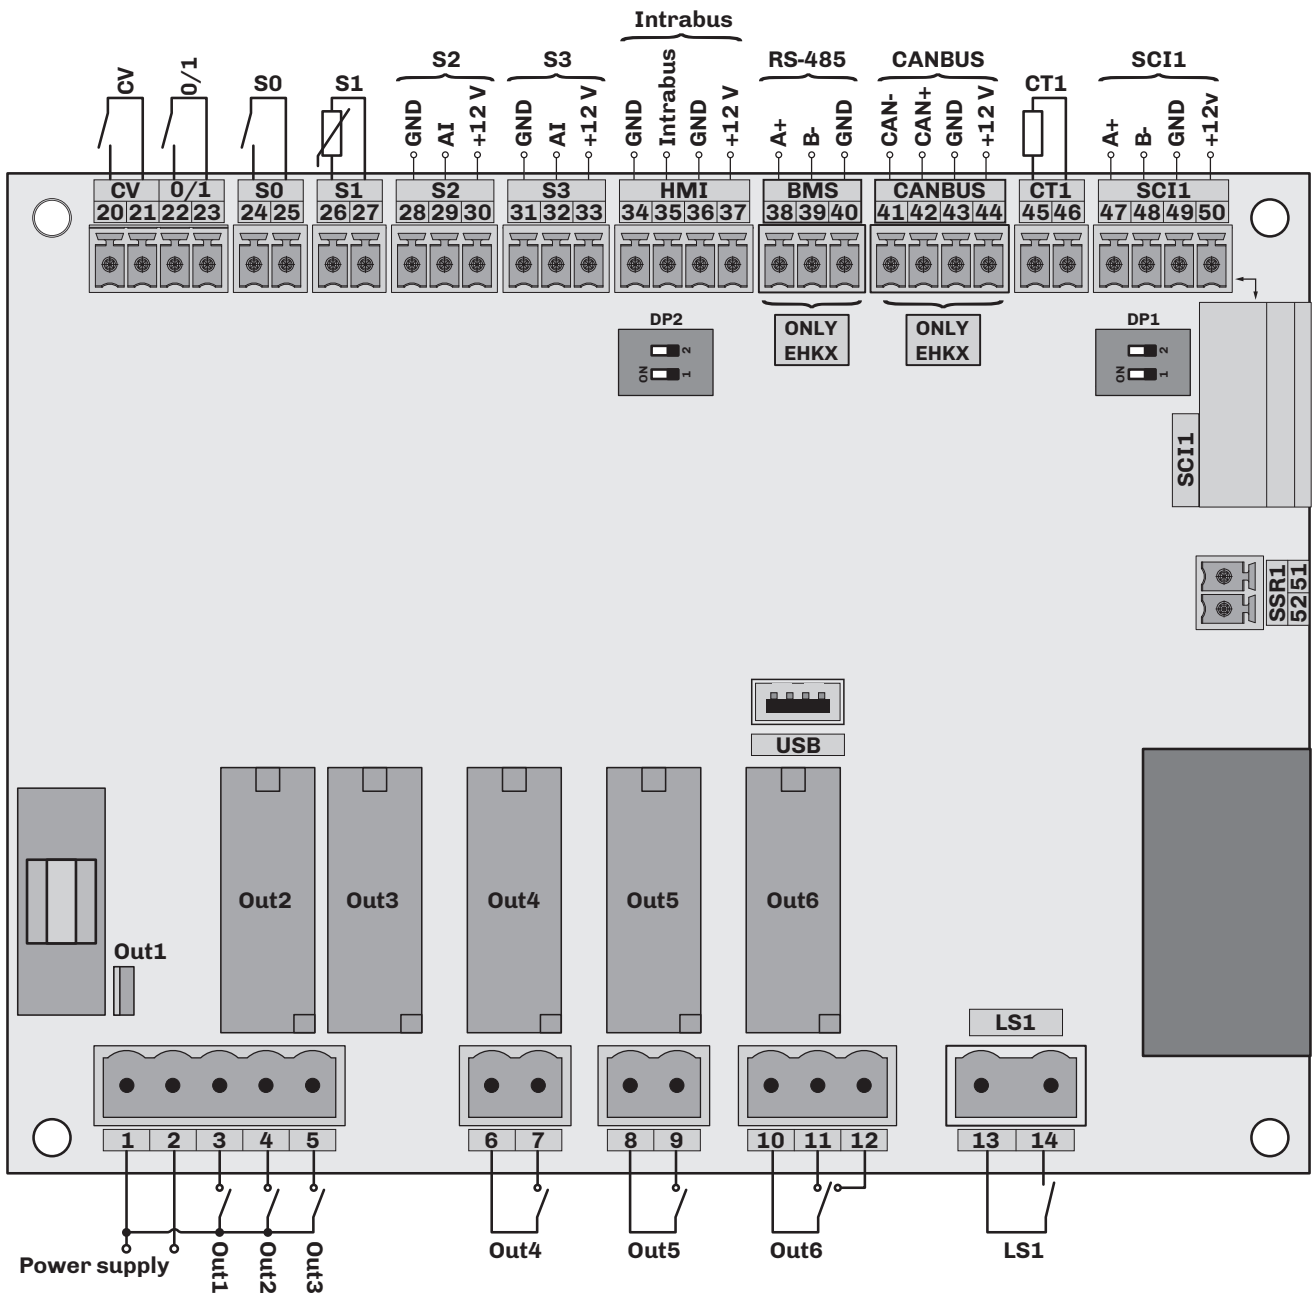 Intrabus
S2 S3 RS-485 CANBUS SCI1
CV 0/1 S0 S1 CT1
GND AI +12 V GND AI +12 V GND Intrabus GND +12 V A+ B- GND CAN- CAN+ GND +12 V A+ B- GND +12v
CV 0/1 S0 S1 S2 S3 HMI BMS CANBUS CT1 SCI1
20 21 22 23 24 25 26 27 28 29 30 31 32 33 34 35 36 37 38 39 40 41 42 43 44 45 46 47 48 49 50
DP2
ON 1 2
ONLY
EHKX
ONLY
EHKX
DP1
ON 1 2
SCI1
SSR1
52 51
USB
Out2 Out3 Out4 Out5 Out6
Out1
LS1
1 2 3 4 5 6 7 8 9 10 11 12 13 14
Power supply Out1 Out2 Out3 Out4 Out5 Out6 LS1